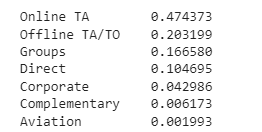 Online TA 0.474373
Offline TA/TO 0.203199
Groups 0.166580
Direct 0.104695
Corporate 0.042986
Complementary 0.006173
Aviation 0.001993